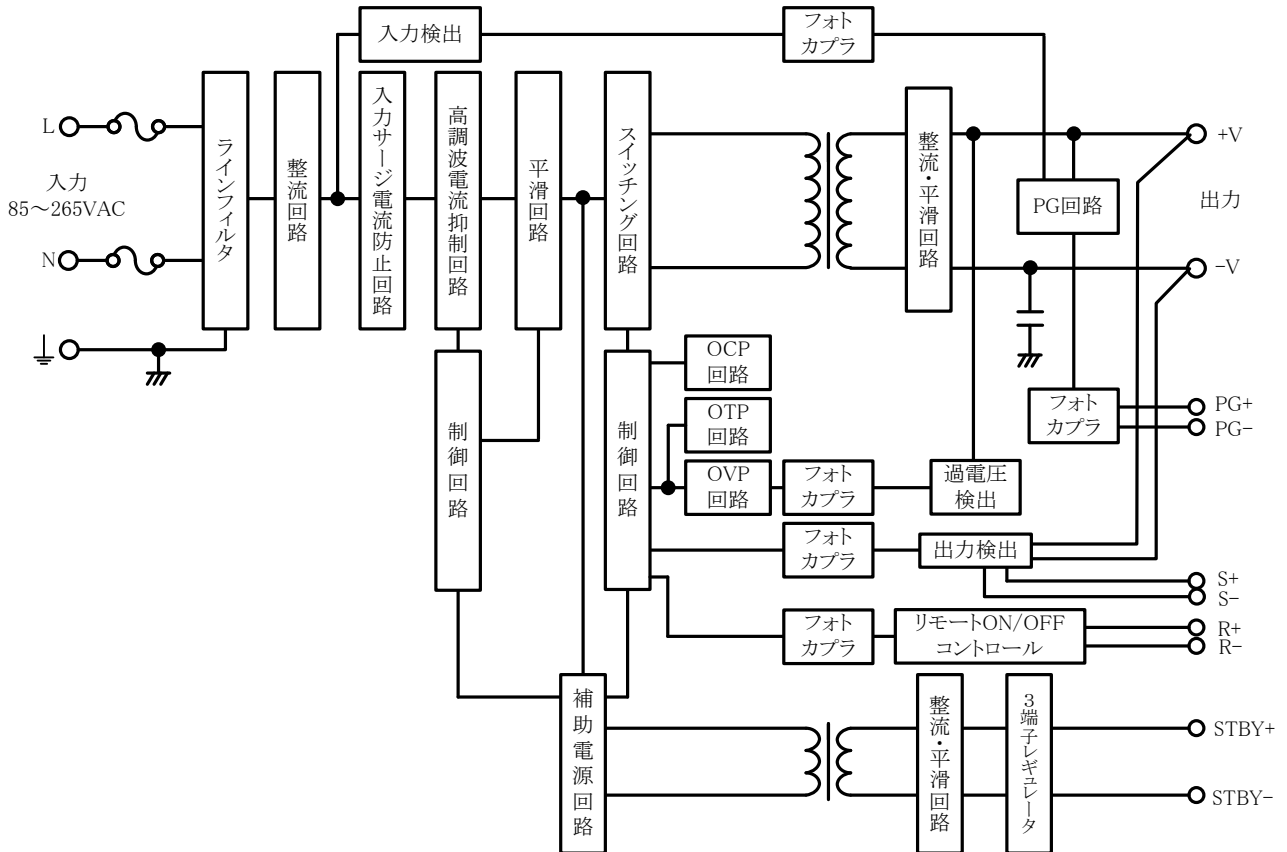 入力検出
フォト
カプラ
L
入力
85～265VAC
N
ラインフィルタ
整流回路
入力サージ電流防止回路
高調波電流抑制回路
平滑回路
スイッチング回路
整流・平滑回路
PG回路
+V
出力
−V
制御回路
制御回路
OCP
回路
OTP
回路
OVP
回路
フォト
カプラ
過電圧
検出
フォト
カプラ
PG+
PG−
フォト
カプラ
出力検出
S+
S−
フォト
カプラ
リモートON/OFF
コントロール
R+
R−
補助電源回路
整流・平滑回路
3端子レギュレータ
STBY+
STBY−